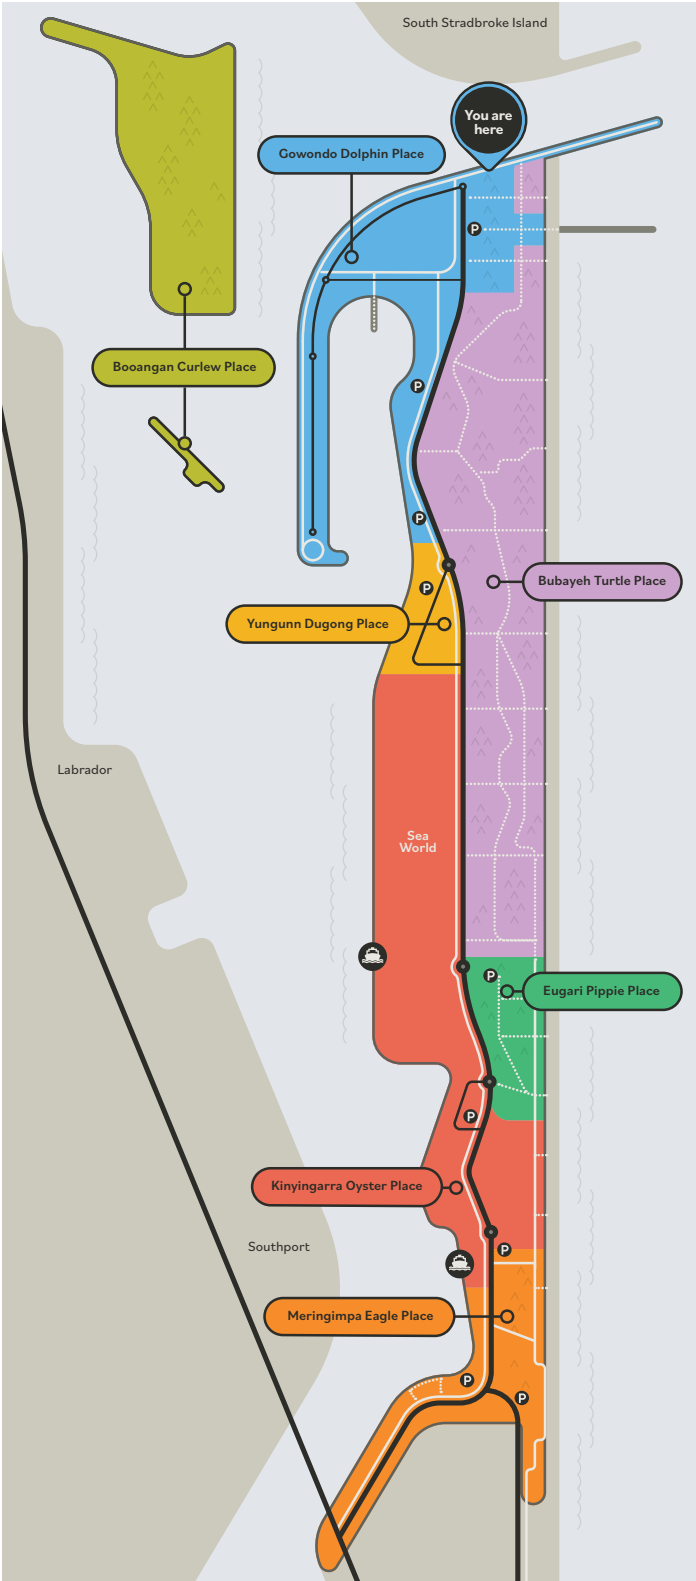 South Stradbroke Island
You are
here
Gowondo Dolphin Place
P
Booangan Curlew Place
P
P
Bubayeh Turtle Place
P
Yungunn Dugong Place
Labrador
Sea
World
P
Eugari Pippie Place
P
Kinyingarra Oyster Place
Southport
P
Meringimpa Eagle Place
P
P